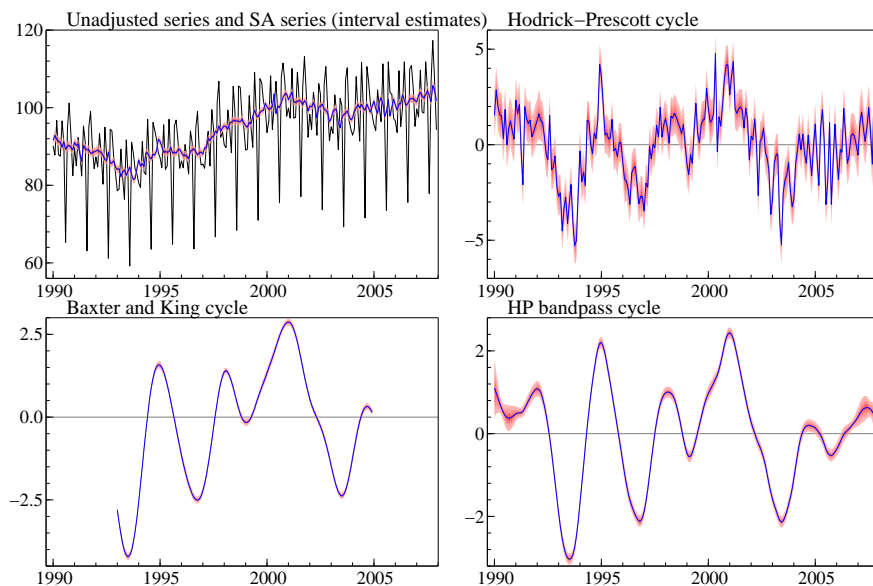 Unadjusted series and SA series (interval estimates)
120
100
80
60
1990 1995 2000 2005
Hodrick−Prescott cycle
5
0
−5
1990 1995 2000 2005
Baxter and King cycle
2.5
0.0
−2.5
1990 1995 2000 2005
HP bandpass cycle
2
0
−2
1990 1995 2000 2005